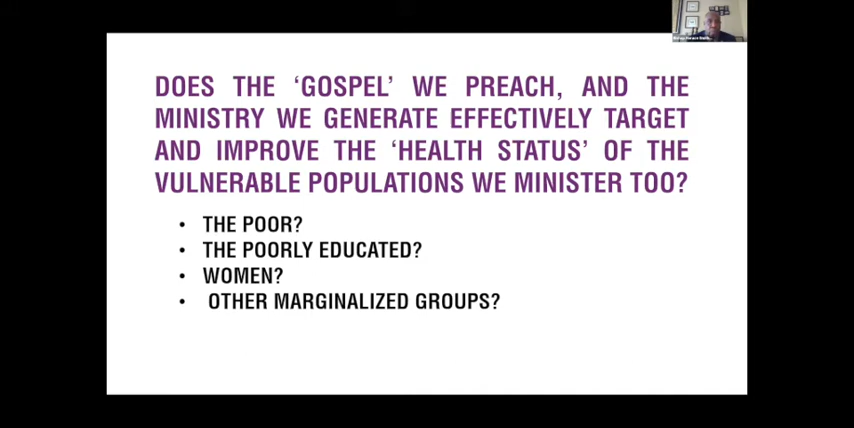 DOES THE ‘GOSPEL’ WE PREACH, AND THE
MINISTRY WE GENERATE EFFECTIVELY TARGET
AND IMPROVE THE ‘HEALTH STATUS’ OF THE
VULNERABLE POPULATIONS WE MINISTER TOO?
• THE POOR?
• THE POORLY EDUCATED?
• WOMEN?
• OTHER MARGINALIZED GROUPS?